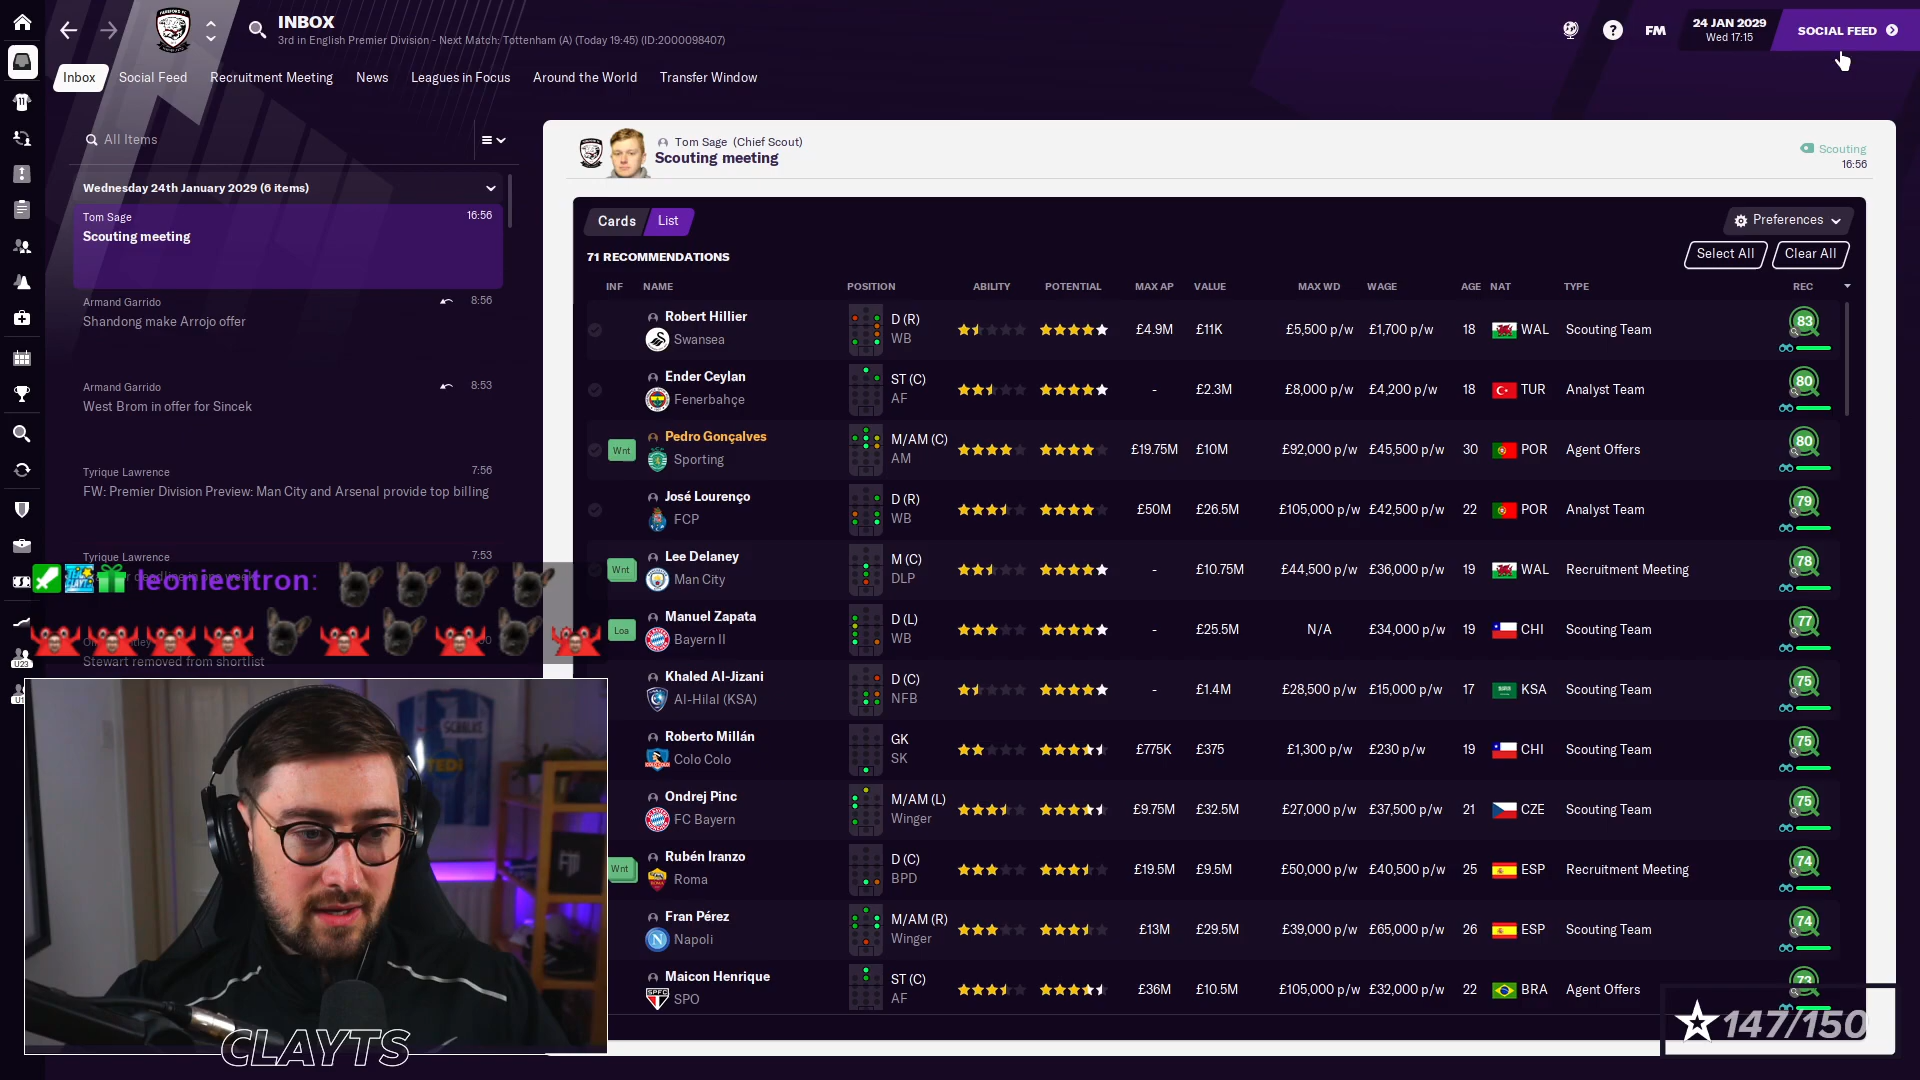 INBOX
3rd in English Premier Division - Next Match: Tottenham (A) (Today 19:45) (ID:2000098407)
FM
24 JAN 2029
Wed 17:15
SOCIAL FEED
Inbox Social Feed Recruitment Meeting News Leagues in Focus Around the World Transfer Window
All Items
Wednesday 24th January 2029 (6 items)
Tom Sage 16:56
Scouting meeting
Armand Garrido 8:56
Shandong make Arrojo offer
Armand Garrido 8:53
West Brom in offer for Sincek
Tyrique Lawrence 7:56
FW: Premier Division Preview: Man City and Arsenal provide top billing
Tyrique Lawrence 7:53
leoniecitron:
Stewart removed from shortlist
U23
CLAYTS
Tom Sage (Chief Scout)
Scouting meeting
Scouting
16:56
Cards List
Preferences
71 RECOMMENDATIONS
Select All Clear All
INF NAME POSITION ABILITY POTENTIAL MAX AP VALUE MAX WD WAGE AGE NAT TYPE REC
Robert Hillier Swansea D (R) WB £4.9M £11K £5,500 p/w £1,700 p/w 18 WAL Scouting Team 83
Ender Ceylan Fenerbahçe ST (C) AF - £2.3M £8,000 p/w £4,200 p/w 18 TUR Analyst Team 80
Wnt Pedro Gonçalves Sporting M/AM (C) AM £19.75M £10M £92,000 p/w £45,500 p/w 30 POR Agent Offers 80
José Lourenço FCP D (R) WB £50M £26.5M £105,000 p/w £42,500 p/w 22 POR Analyst Team 79
Wnt Lee Delaney Man City M (C) DLP - £10.75M £44,500 p/w £36,000 p/w 19 WAL Recruitment Meeting 78
Loa Manuel Zapata Bayern II D (L) WB - £25.5M N/A £34,000 p/w 19 CHI Scouting Team 77
Khaled Al-Jizani Al-Hilal (KSA) D (C) NFB - £1.4M £28,500 p/w £15,000 p/w 17 KSA Scouting Team 75
Roberto Millán Colo Colo GK SK £775K £375 £1,300 p/w £230 p/w 19 CHI Scouting Team 75
Ondrej Pinc FC Bayern M/AM (L) Winger £9.75M £32.5M £27,000 p/w £37,500 p/w 21 CZE Scouting Team 75
Wnt Rubén Iranzo Roma D (C) BPD £19.5M £9.5M £50,000 p/w £40,500 p/w 25 ESP Recruitment Meeting 74
Fran Pérez Napoli M/AM (R) Winger £13M £29.5M £39,000 p/w £65,000 p/w 26 ESP Scouting Team 74
Maicon Henrique SPO ST (C) AF £36M £10.5M £105,000 p/w £32,000 p/w 22 BRA Agent Offers 73
147/150